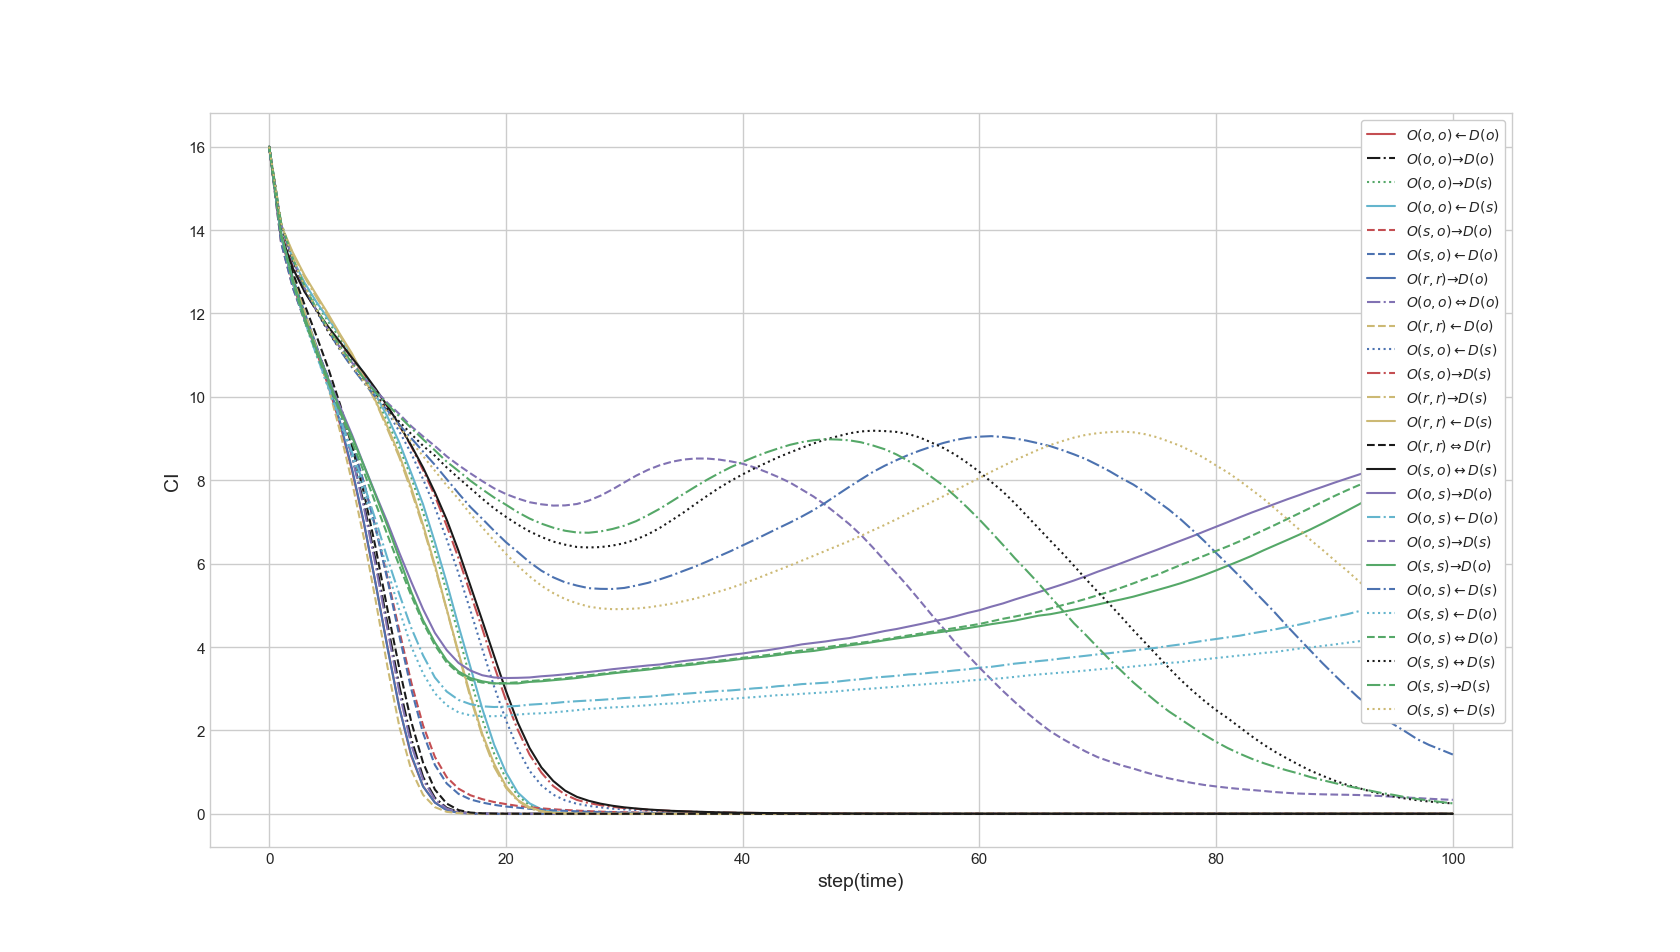 16
14
12
10
8
6
4
2
0
CI
0
20
40
60
80
100
step(time)
O(o, o)←D(o)
O(o, o)→D(o)
O(o, o)→D(s)
O(o, o)←D(s)
O(s, o)→D(o)
O(s, o)←D(o)
O(r, r)→D(o)
O(o, o)⇔D(o)
O(r, r)←D(o)
O(s, o)←D(s)
O(s, o)→D(s)
O(r, r)→D(s)
O(r, r)←D(s)
O(r, r)⇔D(r)
O(s, o)⇔D(s)
O(o, s)→D(o)
O(o, s)←D(o)
O(o, s)→D(s)
O(s, s)→D(o)
O(o, s)←D(s)
O(s, s)←D(o)
O(o, s)⇔D(o)
O(s, s)⇔D(s)
O(s, s)→D(s)
O(s, s)←D(s)